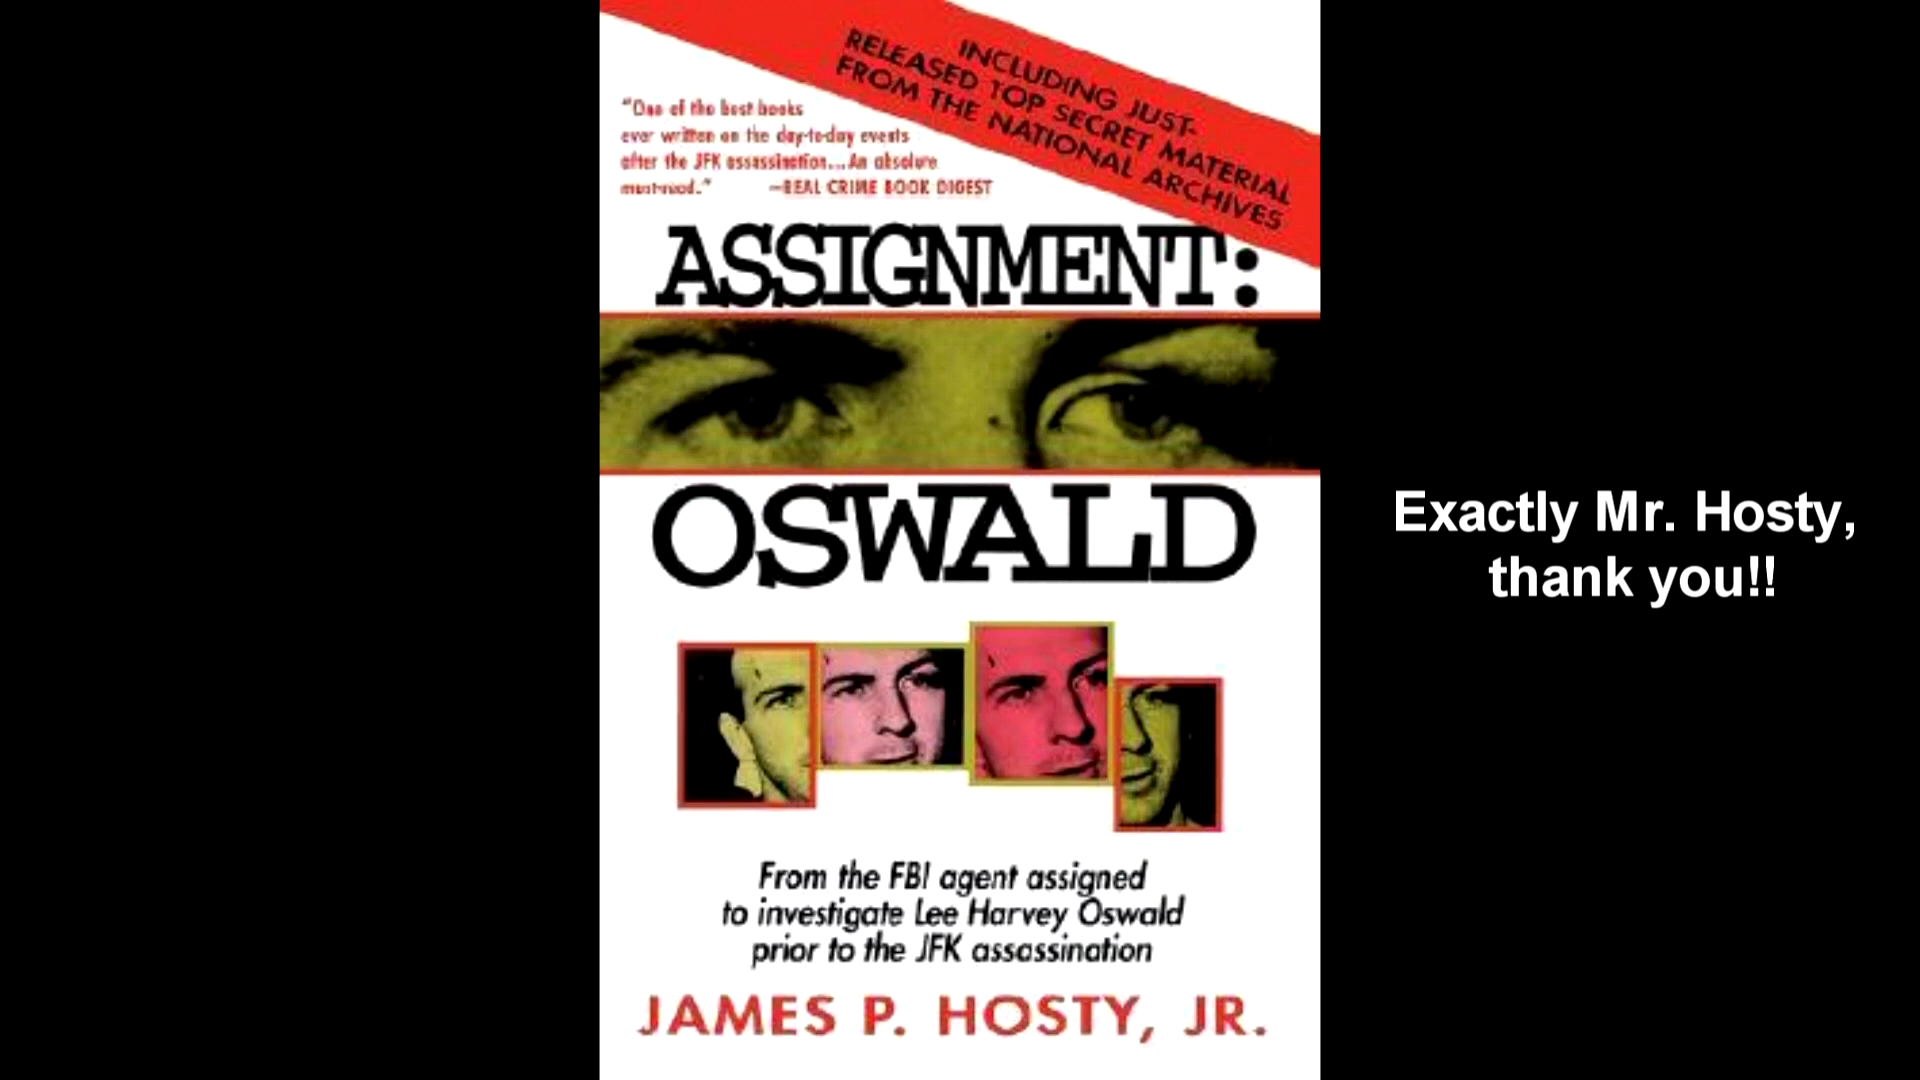 INCLUDING JUST-
RELEASED TOP SECRET MATERIAL
FROM THE NATIONAL ARCHIVES
"One of the best books
ever written on the day-to-day events
after the JFK assassination...An absolute
must-read."   —REAL CRIME BOOK DIGEST
ASSIGNMENT:
OSWALD
From the FBI agent assigned
to investigate Lee Harvey Oswald
prior to the JFK assassination
JAMES P. HOSTY, JR.
Exactly Mr. Hosty,
thank you!!